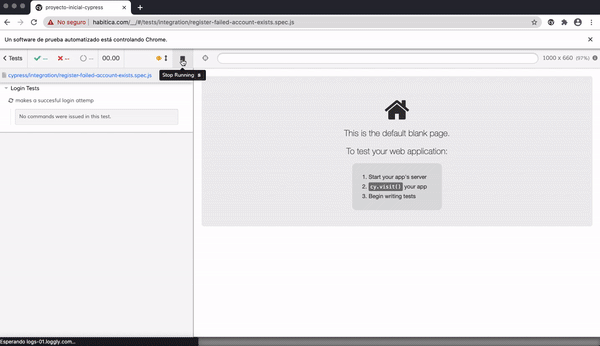 proyecto-inicial-cypress
No seguro | habitica.com/__/#/tests/integration/register-failed-account-exists.spec.js
Un software de prueba automatizado está controlando Chrome.
Tests
--
--
--
00.00
1000 x 660 (97%)
cypress/integration/register-failed-account-exists.spec.js
Stop Running s
Login Tests
makes a succesful login attemp
No commands were issued in this test.
This is the default blank page.
To test your web application:
1. Start your app's server
2. cy.visit() your app
3. Begin writing tests
Esperando logs-01.loggly.com...